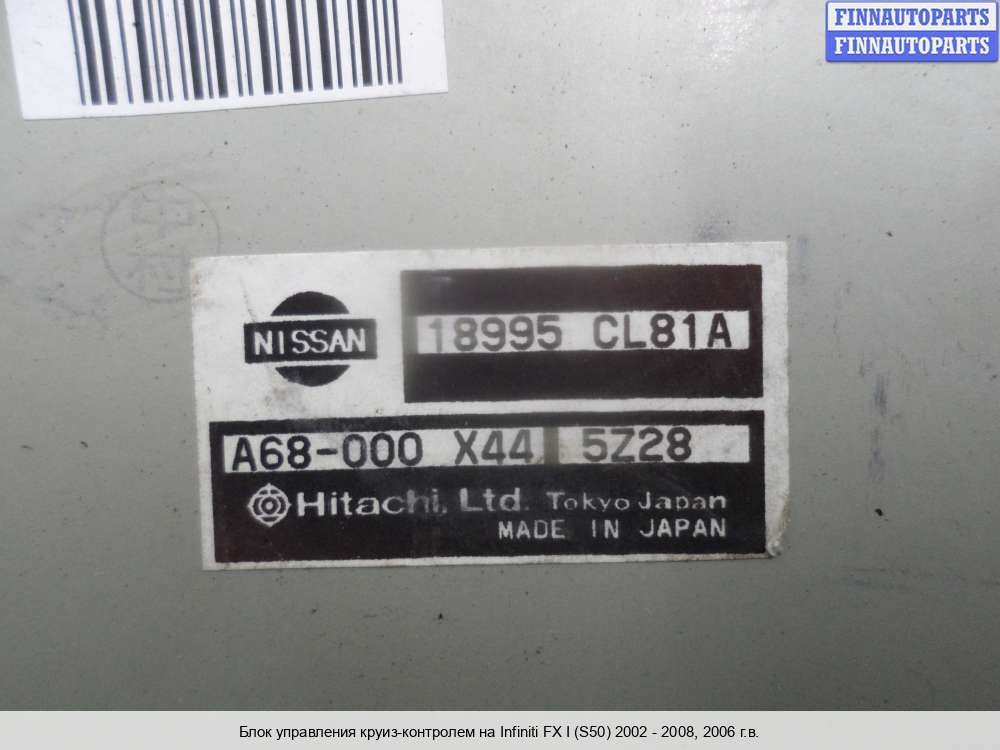 FINNAUTOPARTS
FINNAUTOPARTS
NISSAN
18995 CL81A
A68-000 X44 5Z28
Hitachi, Ltd. Tokyo Japan
MADE IN JAPAN
Блок управления круиз-контролем на Infiniti FX I (S50) 2002 - 2008, 2006 г.в.